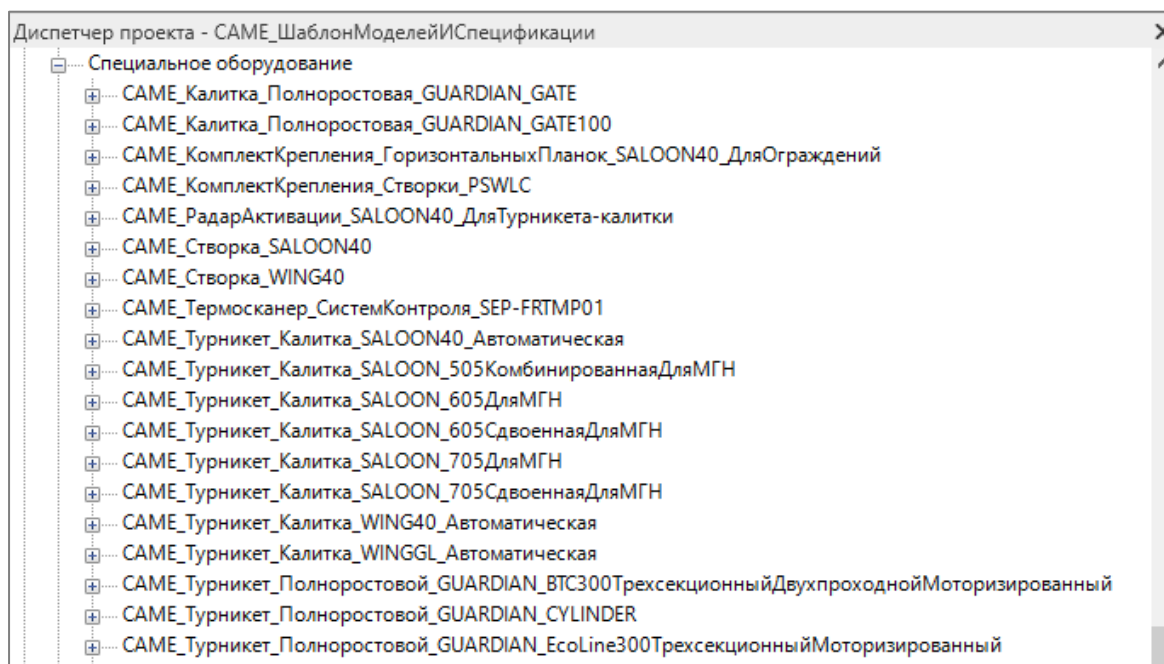 Диспетчер проекта - CAME_ШаблонМоделейИСпецификации
Специальное оборудование
CAME_Калитка_Полноростовая_GUARDIAN_GATE
CAME_Калитка_Полноростовая_GUARDIAN_GATE100
CAME_КомплектКрепления_ГоризонтальныхПланок_SALOON40_ДляОграждений
CAME_КомплектКрепления_Створки_PSWLC
CAME_РадарАктивации_SALOON40_ДляТурникета-калитки
CAME_Створка_SALOON40
CAME_Створка_WING40
CAME_Термосканер_СистемКонтроля_SEP-FRTMP01
CAME_Турникет_Калитка_SALOON40_Автоматическая
CAME_Турникет_Калитка_SALOON_505КомбинированнаяДляМГН
CAME_Турникет_Калитка_SALOON_605ДляМГН
CAME_Турникет_Калитка_SALOON_605СдвоеннаяДляМГН
CAME_Турникет_Калитка_SALOON_705ДляМГН
CAME_Турникет_Калитка_SALOON_705СдвоеннаяДляМГН
CAME_Турникет_Калитка_WING40_Автоматическая
CAME_Турникет_Калитка_WINGGL_Автоматическая
CAME_Турникет_Полноростовой_GUARDIAN_BTC300ТрехсекционныйДвухпроходнойМоторизированный
CAME_Турникет_Полноростовой_GUARDIAN_CYLINDER
CAME_Турникет_Полноростовой_GUARDIAN_EcoLine300ТрехсекционныйМоторизированный